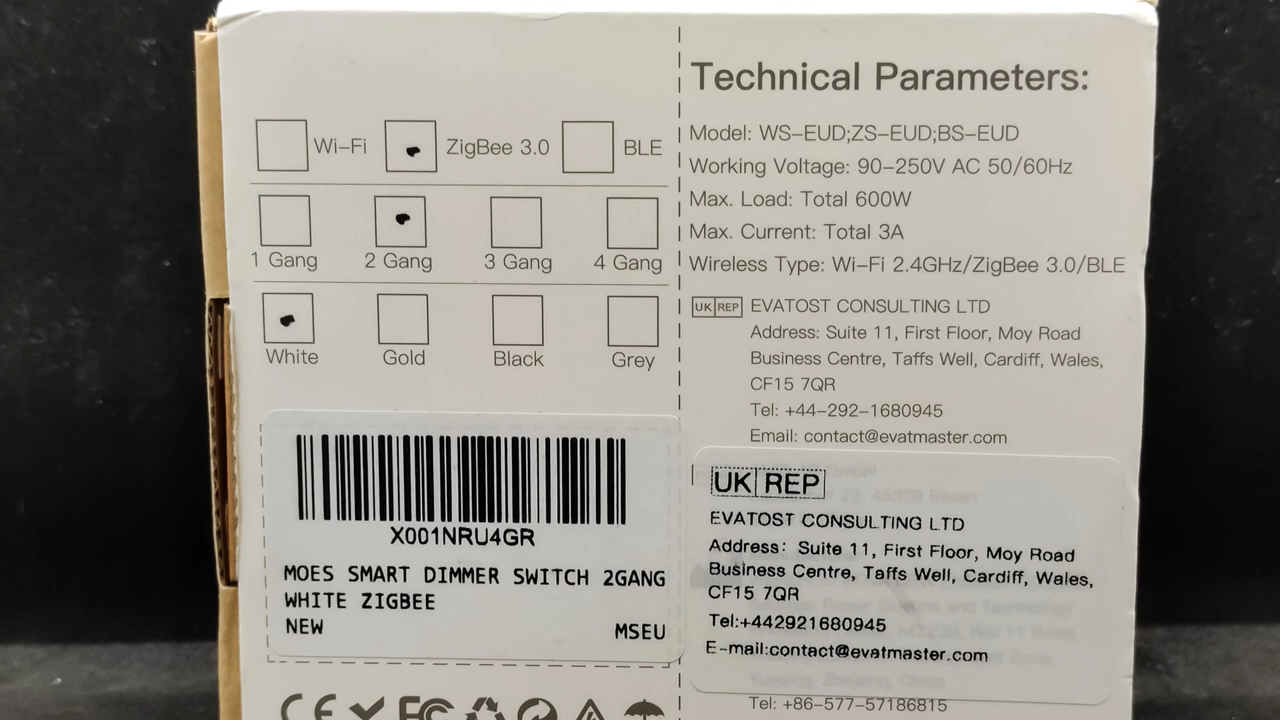 Wi-Fi ZigBee 3.0 BLE
1 Gang 2 Gang 3 Gang 4 Gang
White Gold Black Grey
X001NRU4GR
MOES SMART DIMMER SWITCH 2GANG
WHITE ZIGBEE
NEW MSEU
Technical Parameters:
Model: WS-EUD;ZS-EUD;BS-EUD
Working Voltage: 90-250V AC 50/60Hz
Max. Load: Total 600W
Max. Current: Total 3A
Wireless Type: Wi-Fi 2.4GHz/ZigBee 3.0/BLE
UK REP EVATOST CONSULTING LTD
Address: Suite 11, First Floor, Moy Road
Business Centre, Taffs Well, Cardiff, Wales,
CF15 7QR
Tel: +44-292-1680945
Email: contact@evatmaster.com
UK REP
EVATOST CONSULTING LTD
Address: Suite 11, First Floor, Moy Road
Business Centre, Taffs Well, Cardiff, Wales,
CF15 7QR
Tel:+442921680945
E-mail:contact@evatmaster.com
Tel: +86-577-57186815
CE FC